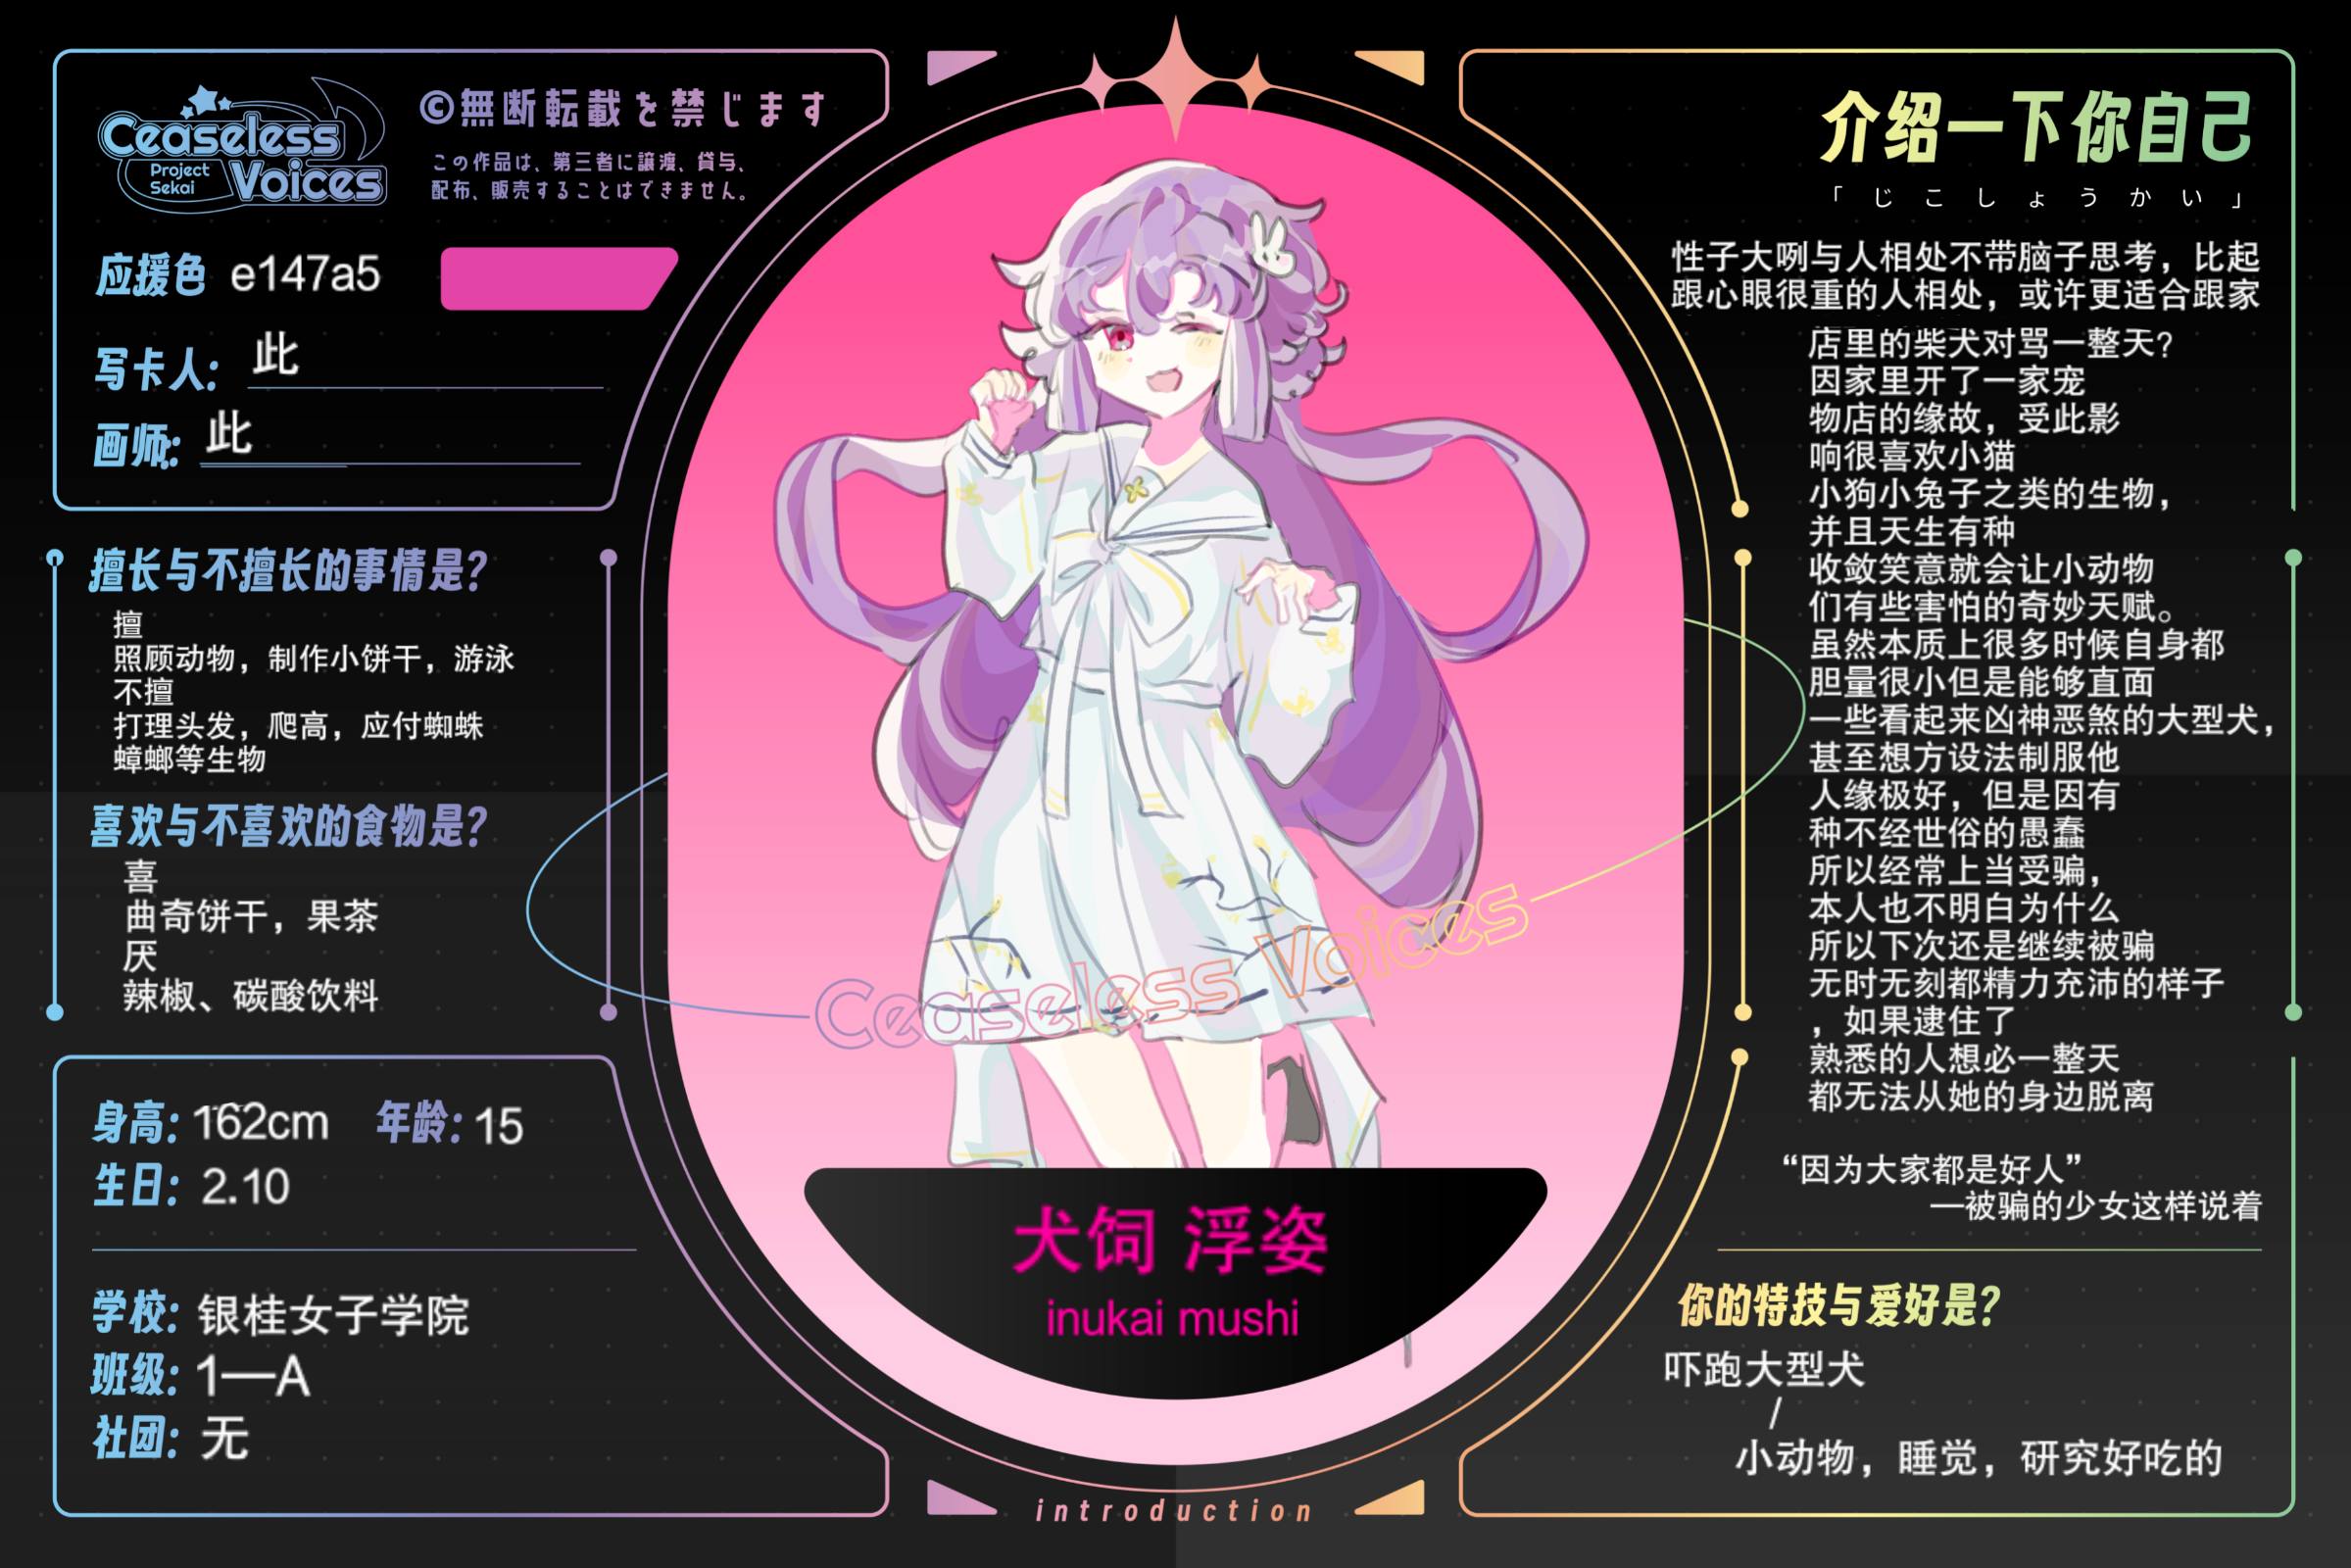 Ceaseless
Project
Sekai
Voices
©無断転載を禁じます
この作品は、第三者に譲渡、貸与、
配布、販売することはできません。
应援色 e147a5
写卡人: 此
画师: 此
擅长与不擅长的事情是?
擅
照顾动物，制作小饼干，游泳
不擅
打理头发，爬高，应付蜘蛛
蟑螂等生物
喜欢与不喜欢的食物是?
喜
曲奇饼干，果茶
厌
辣椒、碳酸饮料
身高: 162cm 年龄: 15
生日: 2.10
学校: 银桂女子学院
班级: 1—A
社团: 无
Ceaseless Voices
犬饲 浮姿
inukai mushi
introduction
介绍一下你自己
「じこしょうかい」
性子大咧与人相处不带脑子思考，比起
跟心眼很重的人相处，或许更适合跟家
店里的柴犬对骂一整天?
因家里开了一家宠
物店的缘故，受此影
响很喜欢小猫
小狗小兔子之类的生物，
并且天生有种
收敛笑意就会让小动物
们有些害怕的奇妙天赋。
虽然本质上很多时候自身都
胆量很小但是能够直面
一些看起来凶神恶煞的大型犬，
甚至想方设法制服他
人缘极好，但是因有
种不经世俗的愚蠢
所以经常上当受骗，
本人也不明白为什么
所以下次还是继续被骗
无时无刻都精力充沛的样子
，如果逮住了
熟悉的人想必一整天
都无法从她的身边脱离
“因为大家都是好人”
—被骗的少女这样说着
你的特技与爱好是?
吓跑大型犬
/
小动物，睡觉，研究好吃的